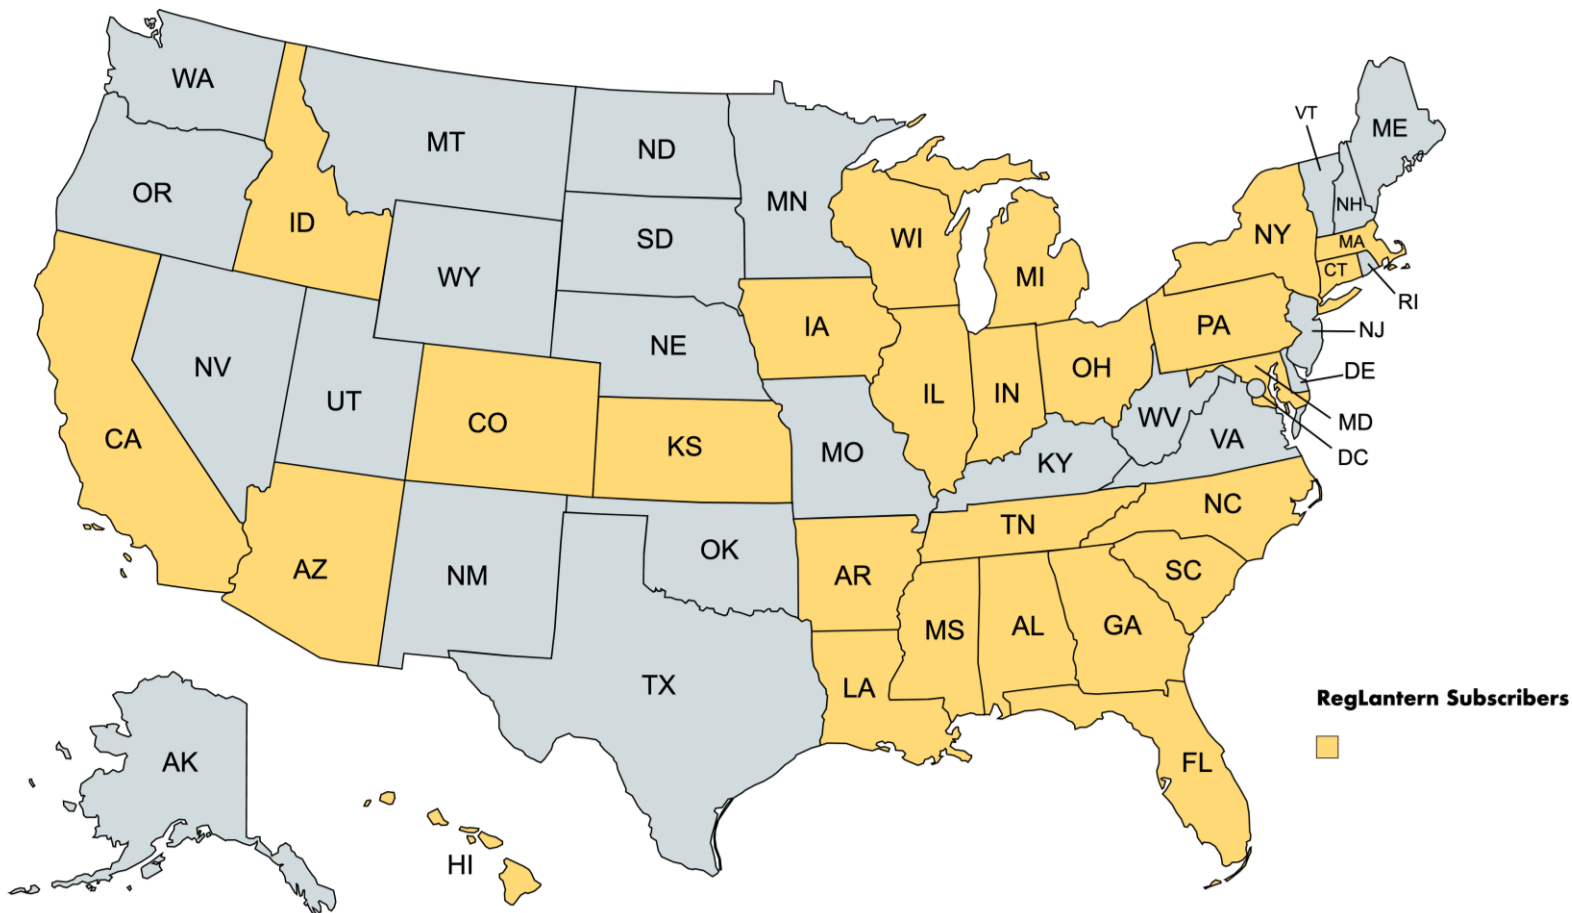 WA
MT
ND
MN
VT
ME
OR
ID
SD
WI
NH
NY
MA
WY
MI
CT
RI
IA
PA
NJ
NE
NV
OH
DE
UT
IL
IN
CO
WV
MD
CA
KS
MO
KY
VA
DC
NC
TN
OK
AZ
NM
AR
SC
MS
AL
GA
TX
LA
RegLantern Subscribers
AK
FL
HI